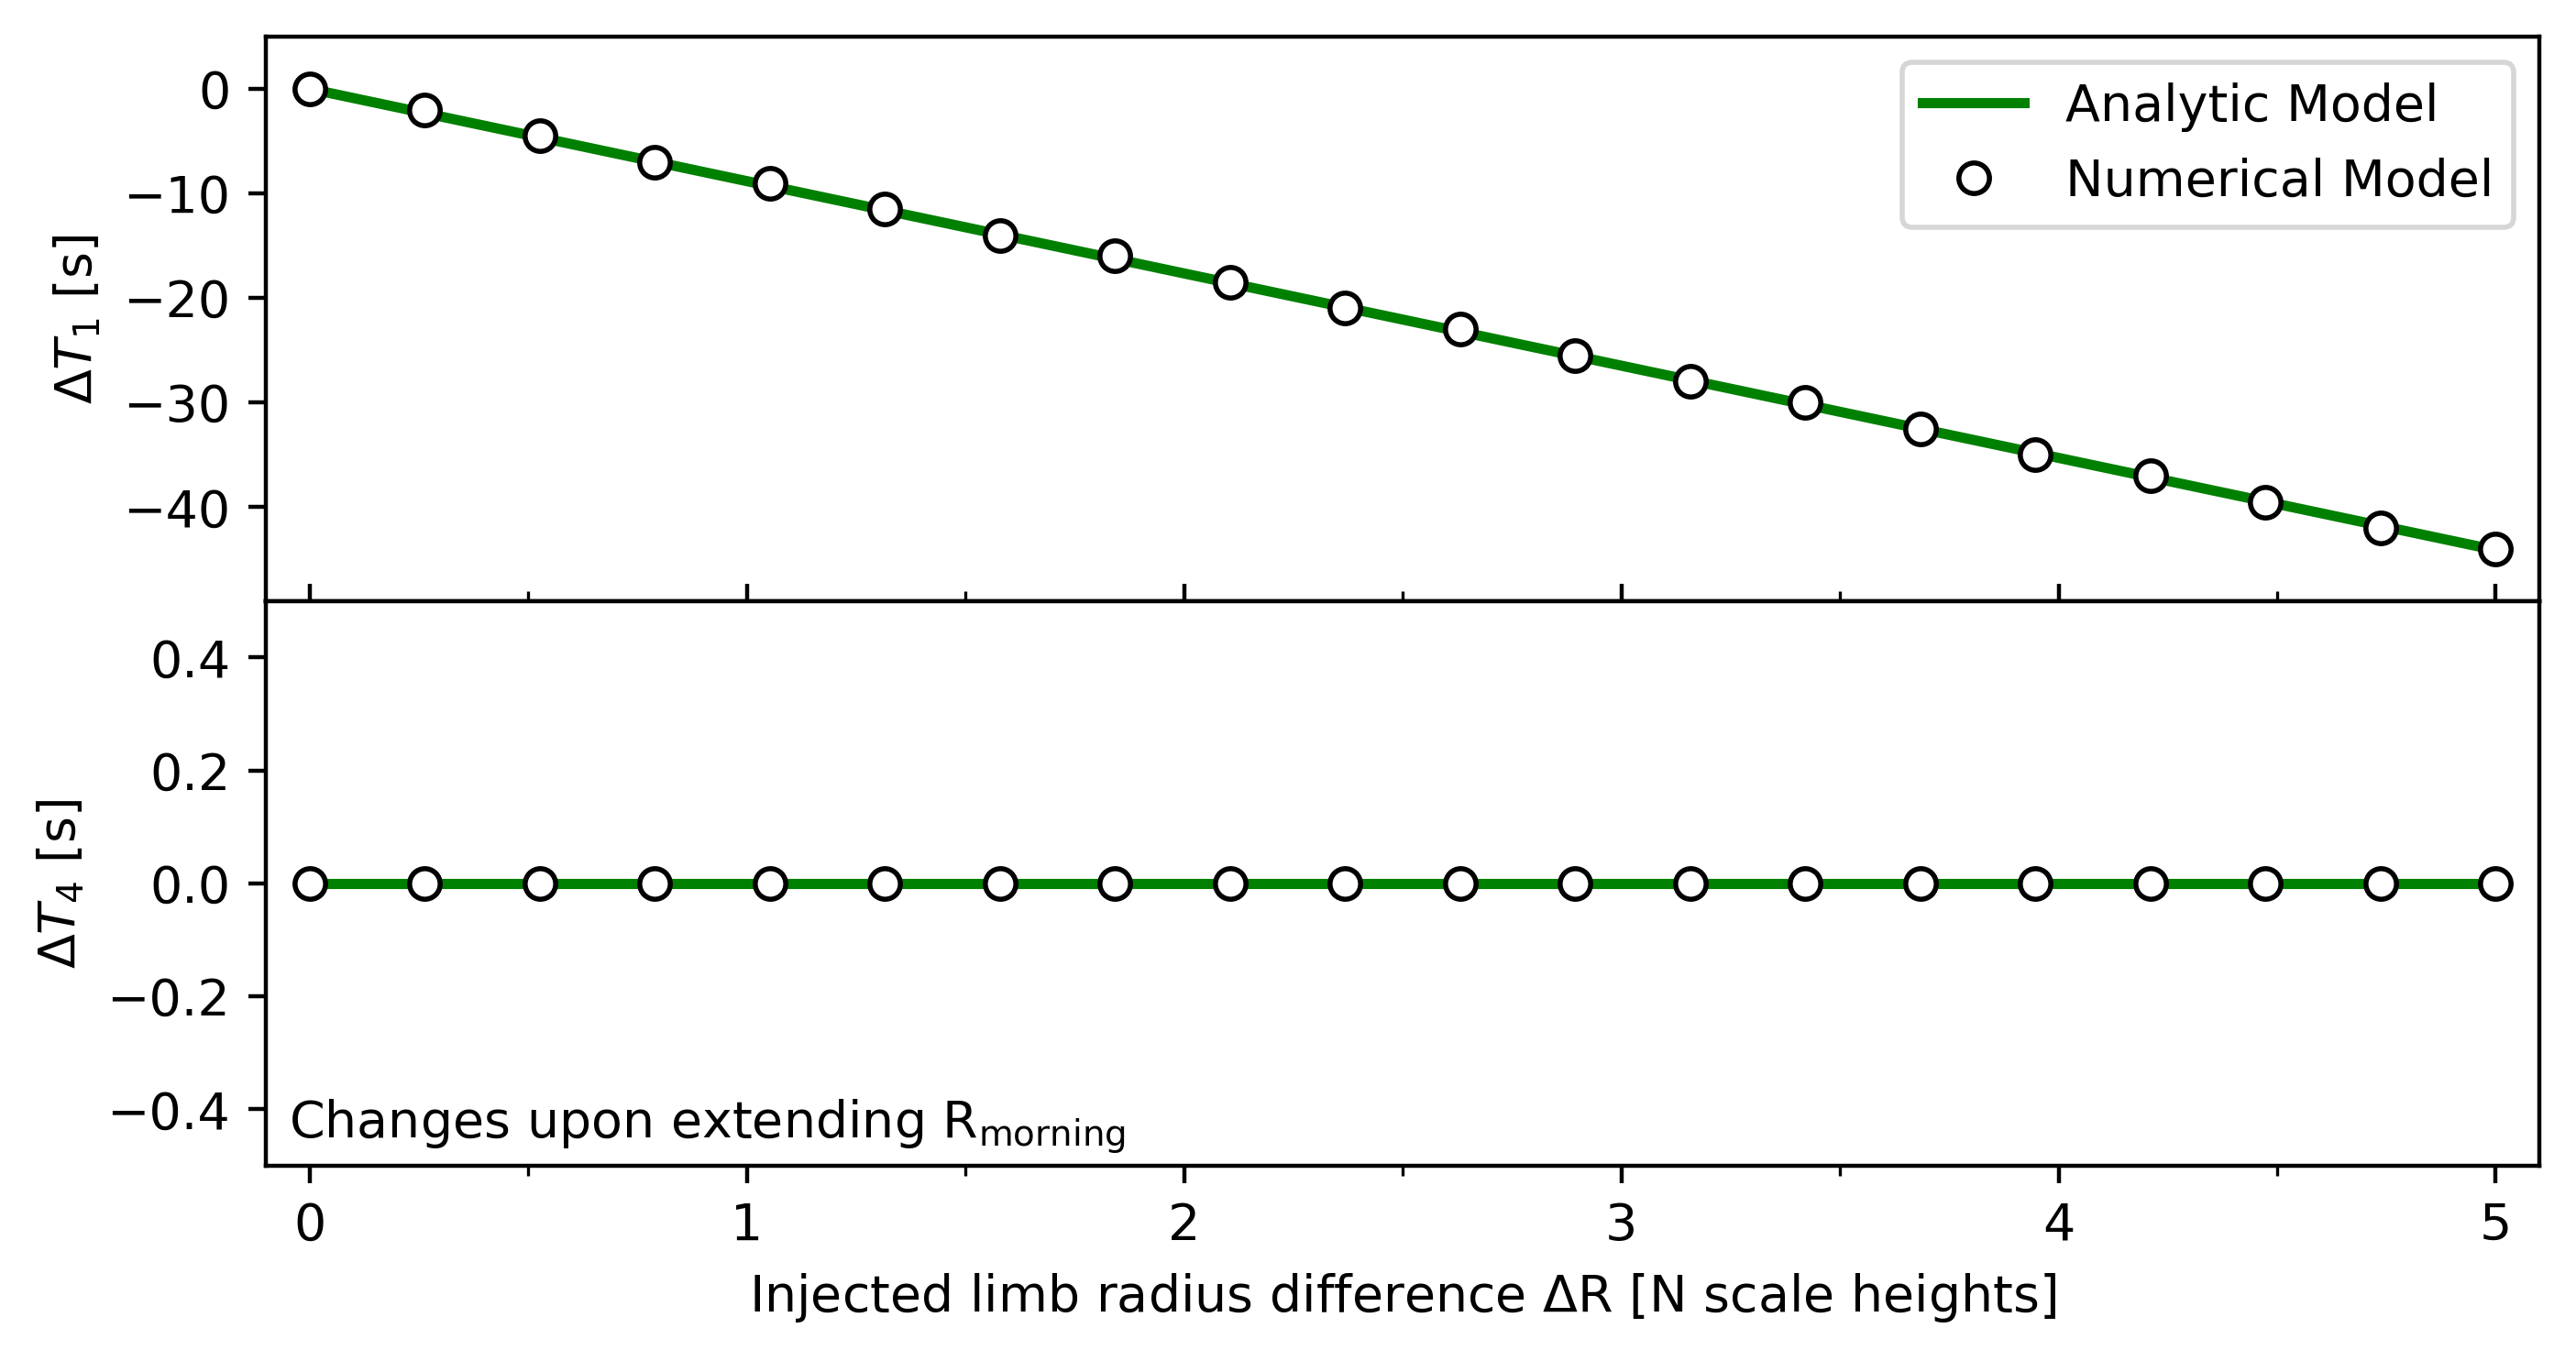 ΔT₁ [s]
0
−10
−20
−30
−40
Analytic Model
Numerical Model
ΔT₄ [s]
0.4
0.2
0.0
−0.2
−0.4
Changes upon extending Rₘₒᵣₙᵢₙg
0 1 2 3 4 5
Injected limb radius difference ΔR [N scale heights]